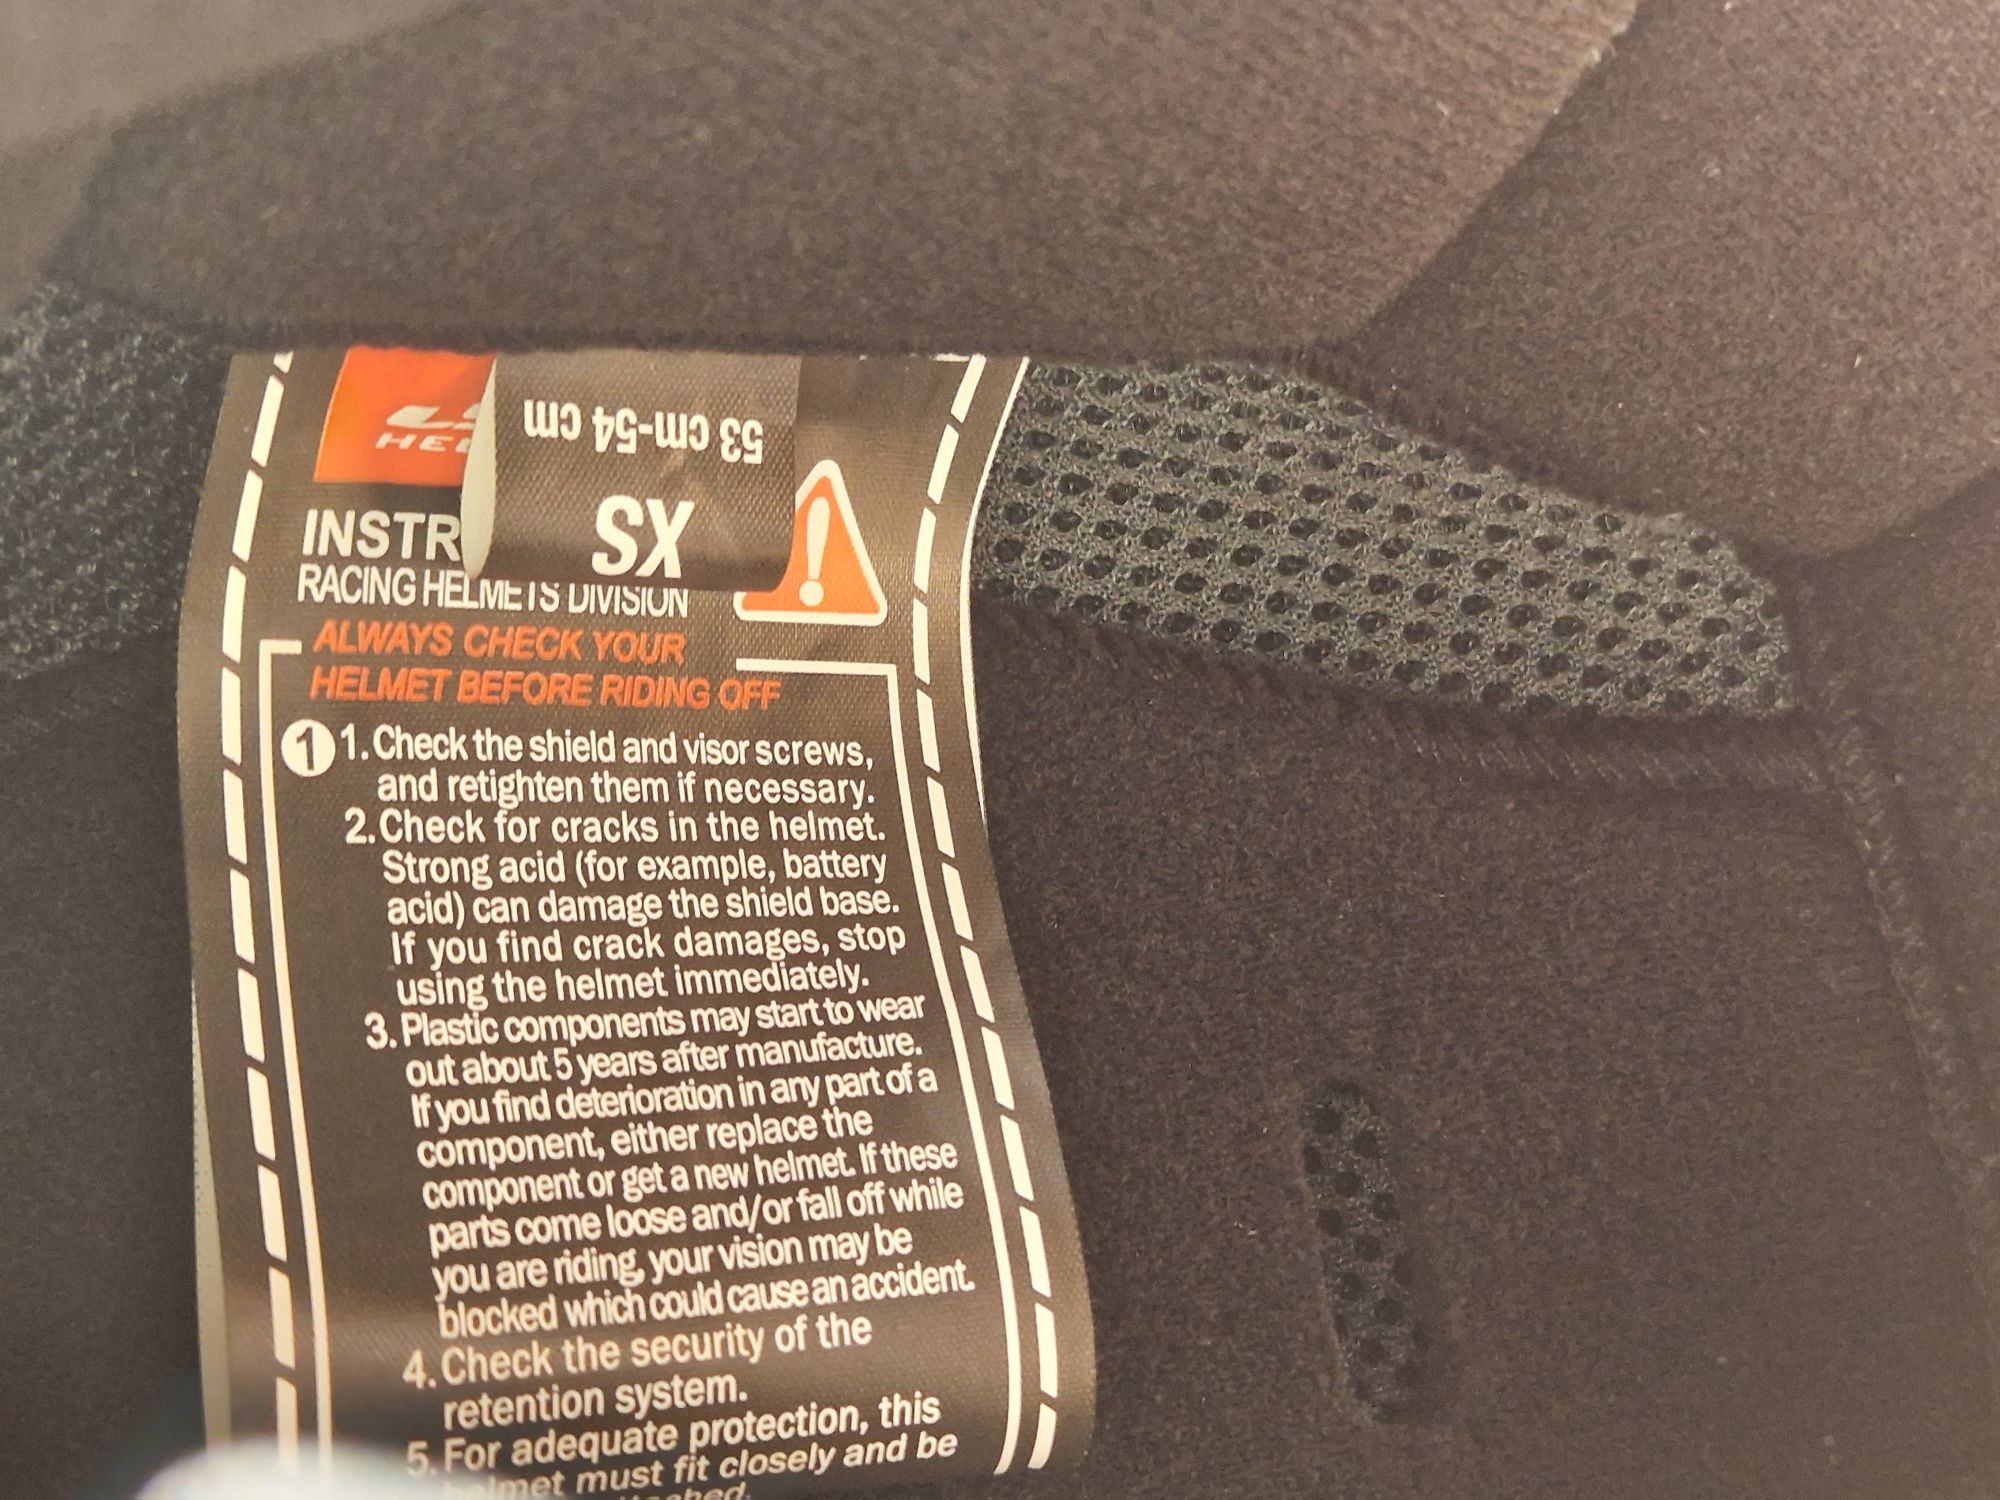 53 cm-54 cm
XS
INSTR
RACING HELMETS DIVISION
ALWAYS CHECK YOUR
HELMET BEFORE RIDING OFF
1 1. Check the shield and visor screws,
and retighten them if necessary.
2. Check for cracks in the helmet.
Strong acid (for example, battery
acid) can damage the shield base.
If you find crack damages, stop
using the helmet immediately.
3. Plastic components may start to wear
out about 5 years after manufacture.
If you find deterioration in any part of a
component, either replace the
component or get a new helmet. If these
parts come loose and/or fall off while
you are riding, your vision may be
blocked which could cause an accident.
4. Check the security of the
retention system.
5. For adequate protection, this
helmet must fit closely and be